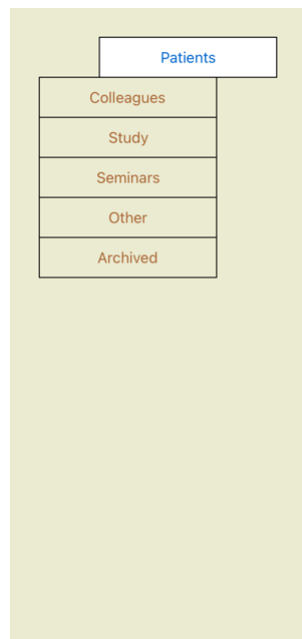 Patients
Colleagues
Study
Seminars
Other
Archived